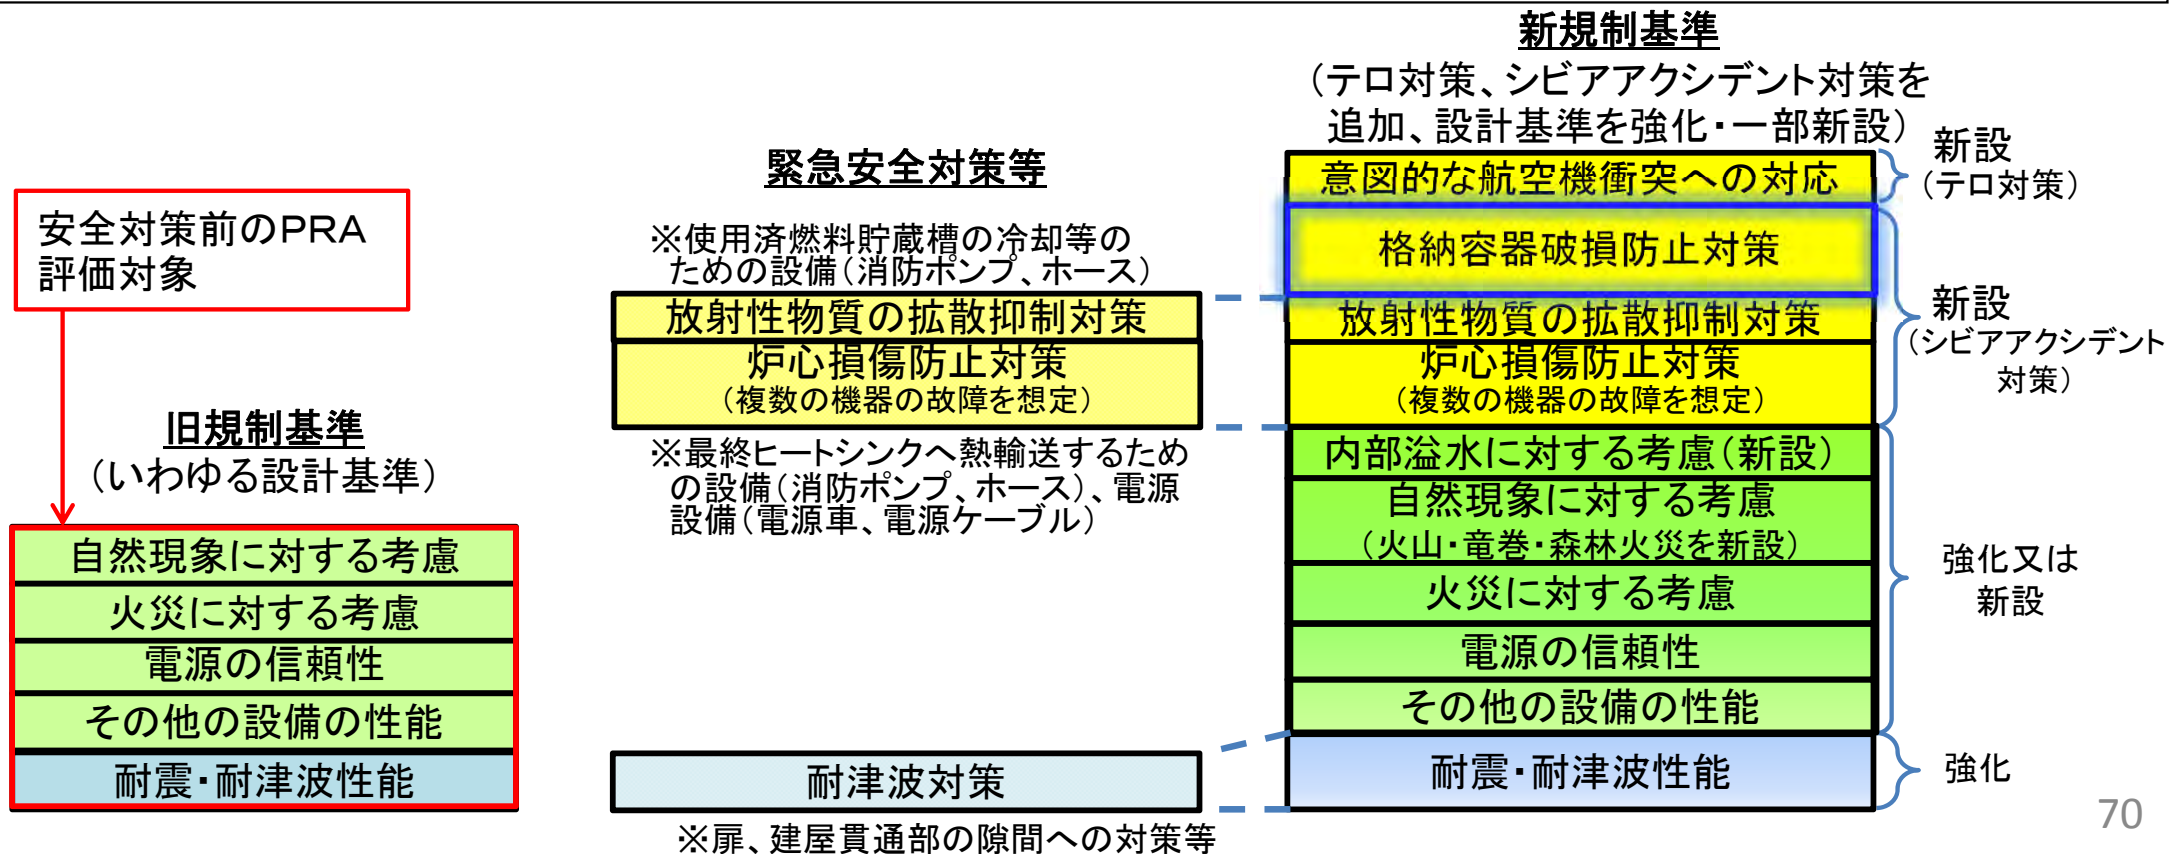 安全対策前のPRA
評価対象
旧規制基準
(いわゆる設計基準)
自然現象に対する考慮
火災に対する考慮
電源の信頼性
その他の設備の性能
耐震・耐津波性能
緊急安全対策等
※使用済燃料貯蔵槽の冷却等の
ための設備(消防ポンプ、ホース)
放射性物質の拡散抑制対策
炉心損傷防止対策
(複数の機器の故障を想定)
※最終ヒートシンクへ熱輸送するため
の設備(消防ポンプ、ホース)、電源
設備(電源車、電源ケーブル)
耐津波対策
※扉、建屋貫通部の隙間への対策等
新規制基準
(テロ対策、シビアアクシデント対策を
追加、設計基準を強化・一部新設)
意図的な航空機衝突への対応
格納容器破損防止対策
放射性物質の拡散抑制対策
炉心損傷防止対策
(複数の機器の故障を想定)
内部溢水に対する考慮(新設)
自然現象に対する考慮
(火山・竜巻・森林火災を新設)
火災に対する考慮
電源の信頼性
その他の設備の性能
耐震・耐津波性能
新設
(テロ対策)
新設
(シビアアクシデント
対策)
強化又は
新設
強化
70